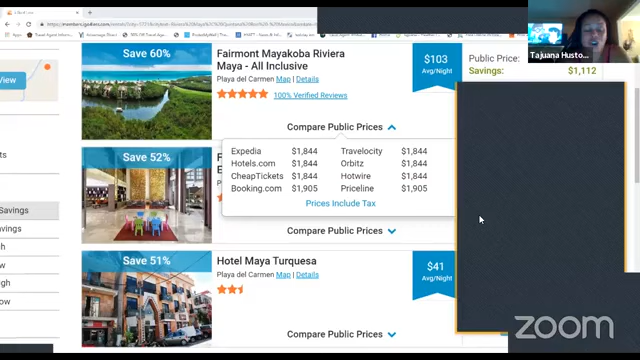 Save 60%
Fairmont Mayakoba Riviera
Maya - All Inclusive
Playa del Carmen Map | Details
100% Verified Reviews
$103
Avg/Night
Public Price:
Savings: $1,112
Tajuana Husto...
View
Compare Public Prices
Expedia $1,844 Travelocity $1,844
Hotels.com $1,844 Orbitz $1,844
CheapTickets $1,844 Hotwire $1,844
Booking.com $1,905 Priceline $1,905
Prices Include Tax
Save 52%
Compare Public Prices
Savings
Save 51%
Hotel Maya Turquesa
Playa del Carmen Map | Details
$41
Avg/Night
Compare Public Prices
zoom